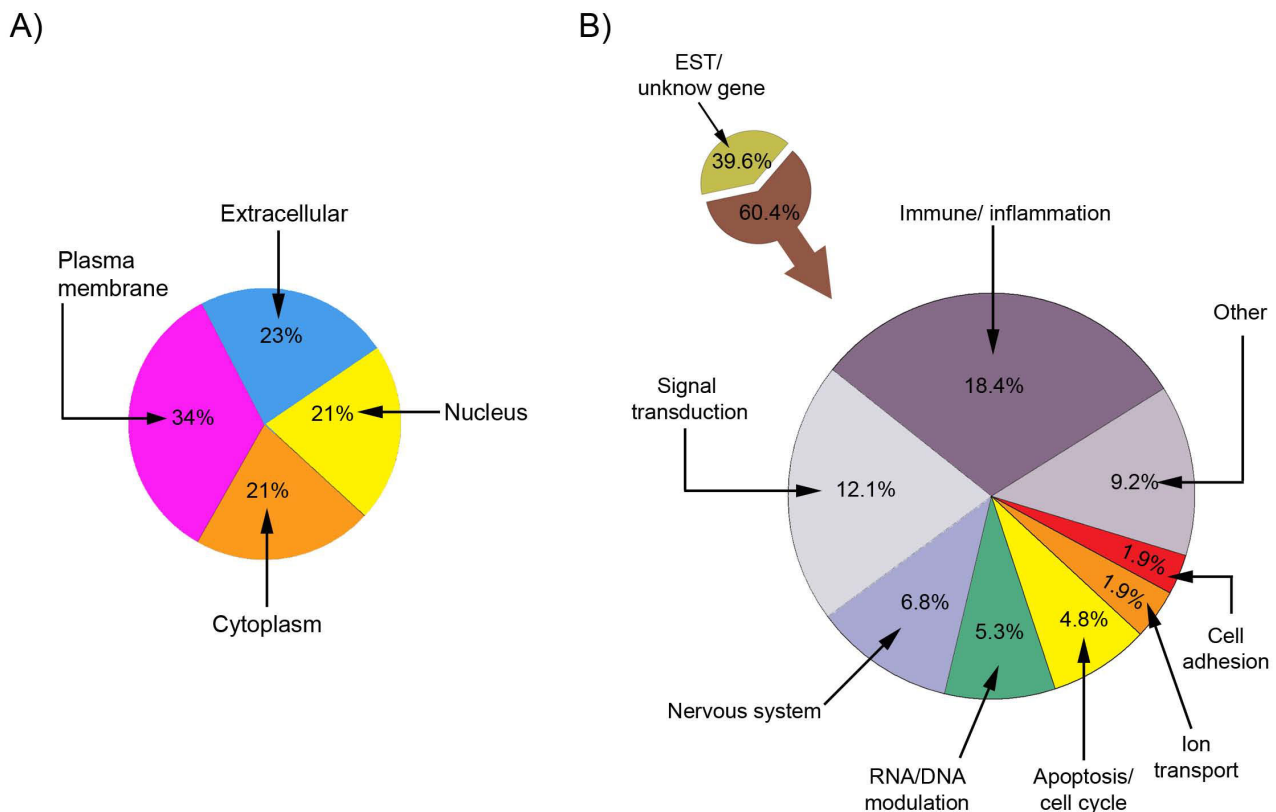 A)
Extracellular
Plasma
membrane
23%
34%
21%
Nucleus
21%
Cytoplasm
B)
EST/
unknow gene
39.6%
60.4%
Immune/ inflammation
Other
Signal
transduction
18.4%
12.1%
9.2%
1.9%
1.9%
6.8%
5.3%
4.8%
Cell
adhesion
Nervous system
Ion
transport
RNA/DNA
modulation
Apoptosis/
cell cycle